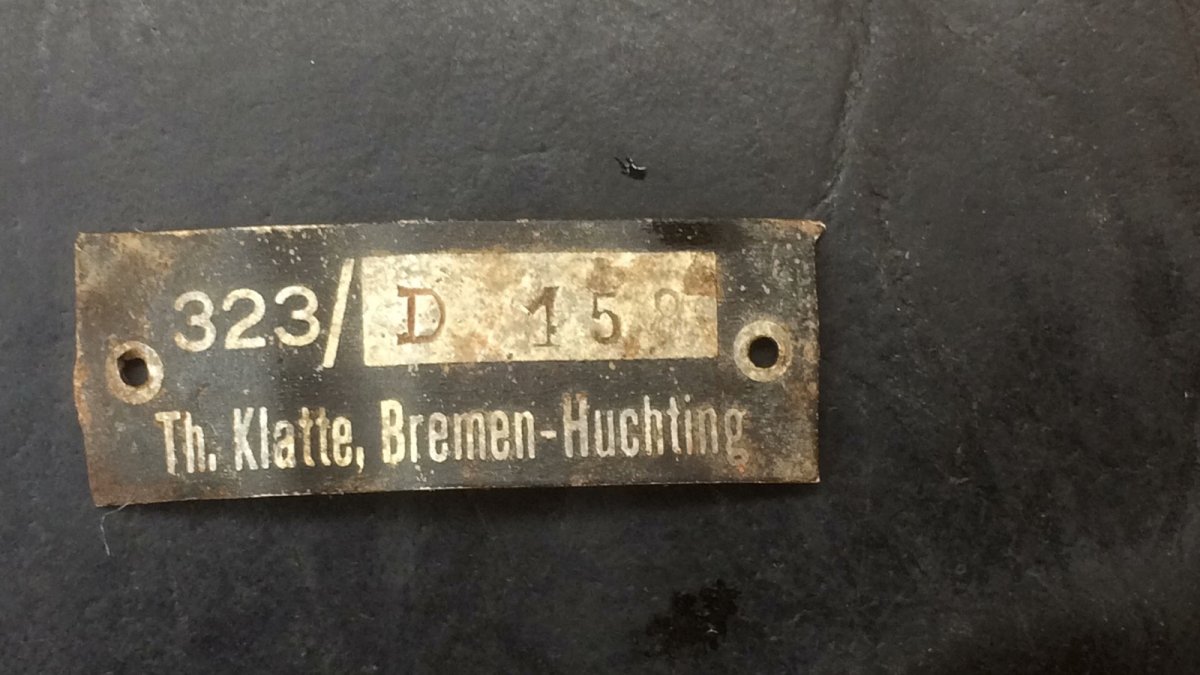 323/ D 15
Th. Klatte, Bremen-Huchting